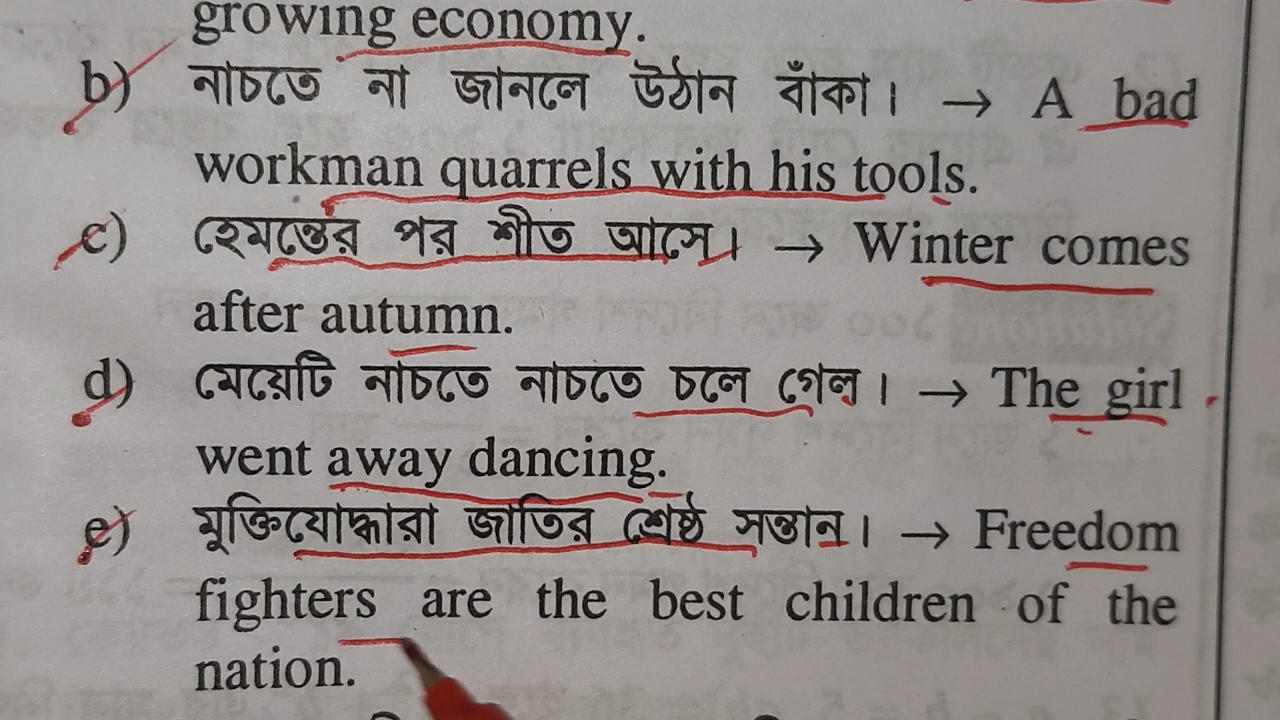 growing economy.
b) নাচতে না জানলে উঠান বাঁকা। → A bad
workman quarrels with his tools.
c) হেমন্তের পর শীত আসে। → Winter comes
after autumn.
d) মেয়েটি নাচতে নাচতে চলে গেল। → The girl
went away dancing.
e) মুক্তিযোদ্ধারা জাতির শ্রেষ্ঠ সন্তান। → Freedom
fighters are the best children of the
nation.